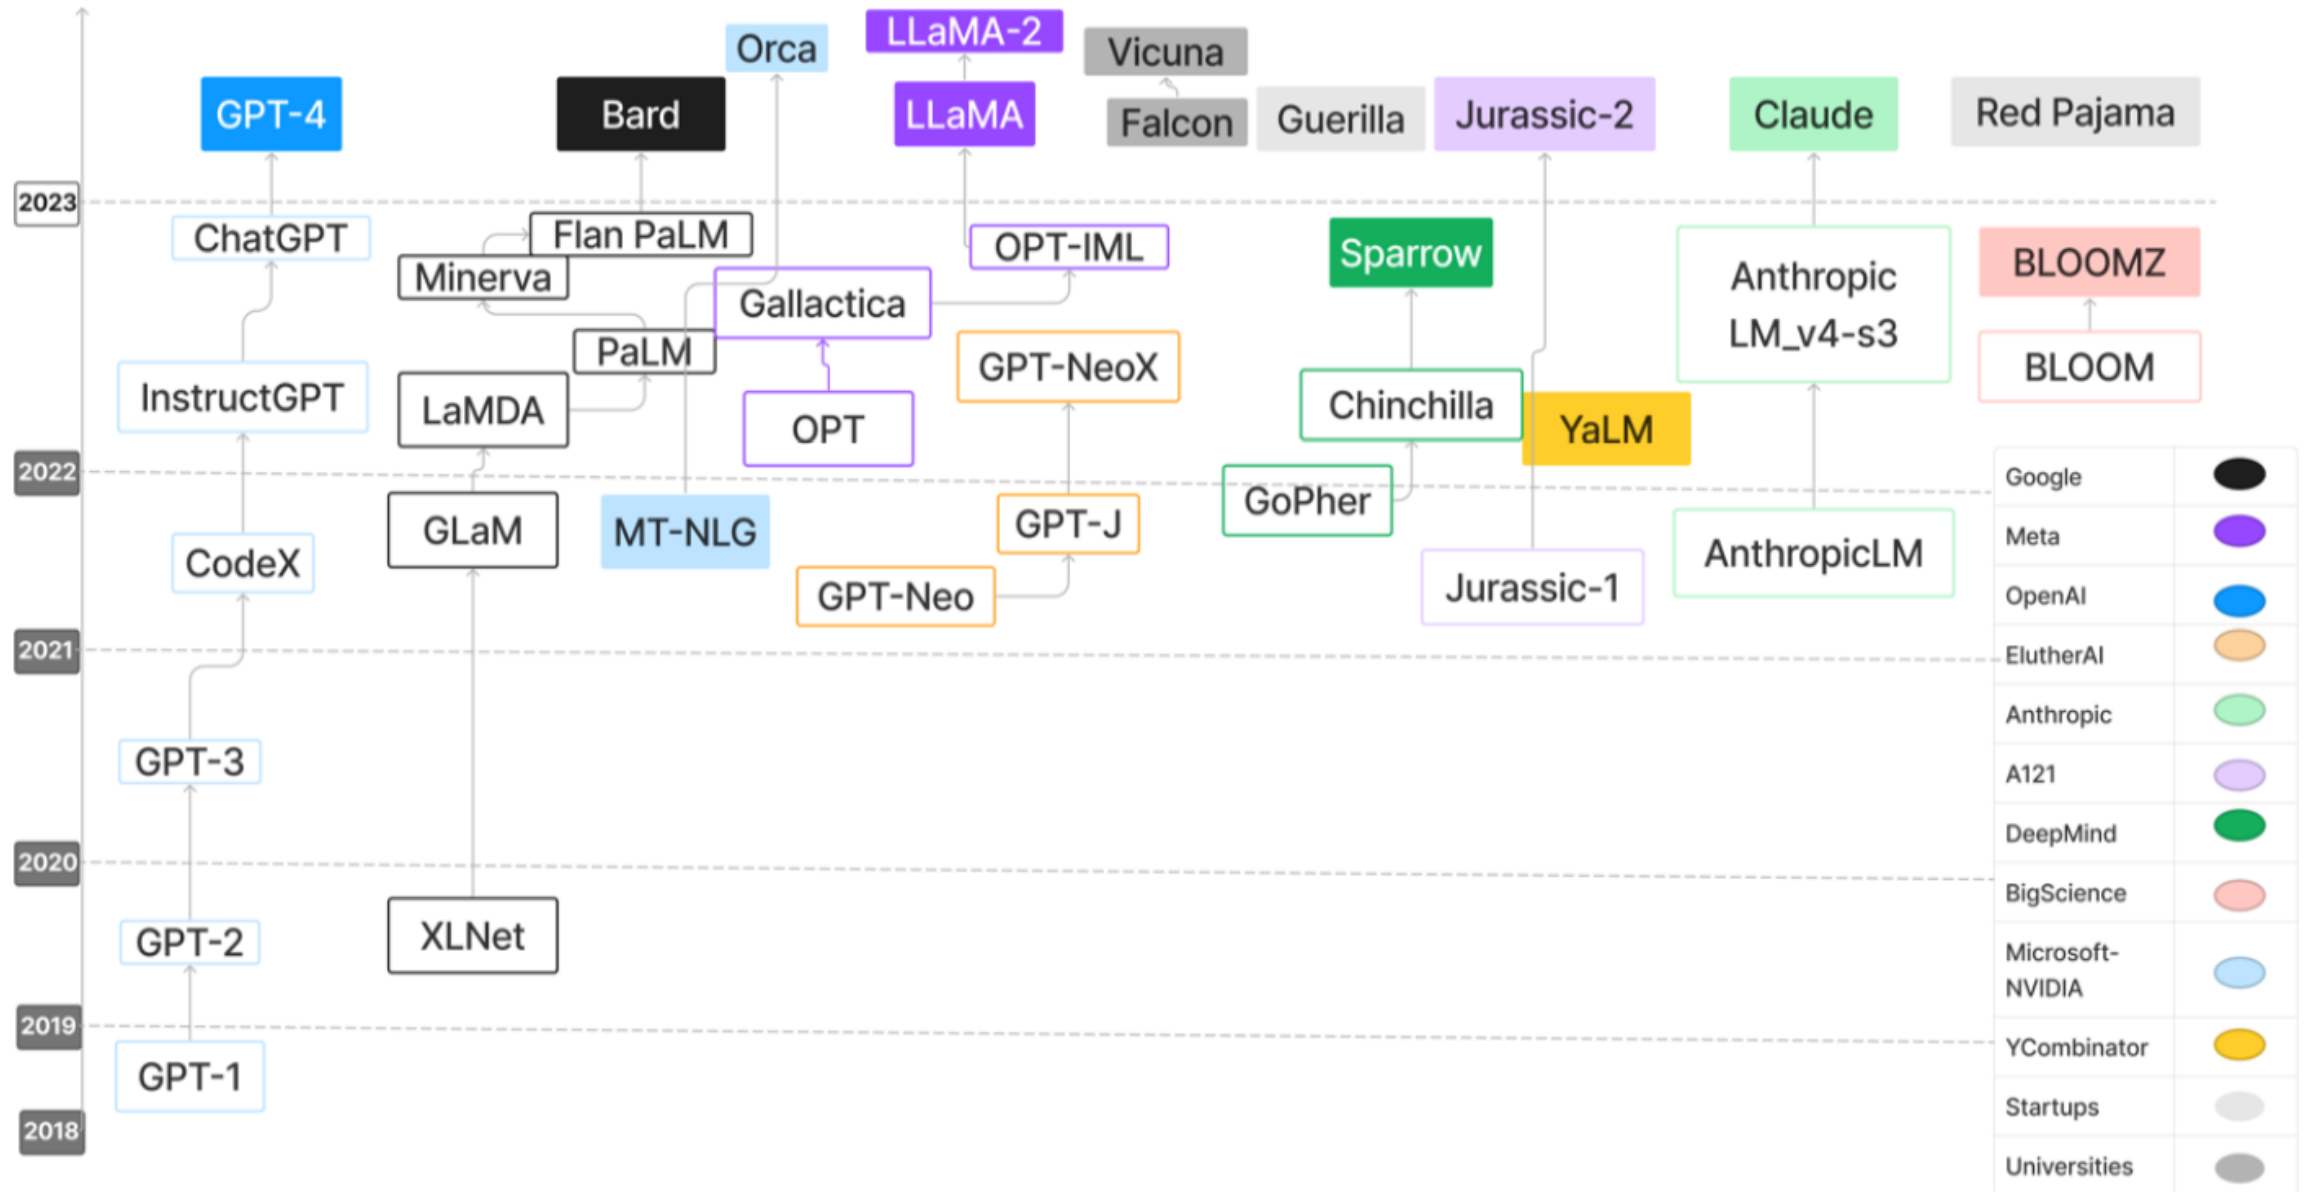 Orca
LLaMA-2
Vicuna
GPT-4
Bard
LLaMA
Falcon
Guerilla
Jurassic-2
Claude
Red Pajama
2023
ChatGPT
Flan PaLM
Minerva
OPT-IML
Sparrow
Anthropic
LM_v4-s3
BLOOMZ
Gallactica
PaLM
GPT-NeoX
BLOOM
InstructGPT
LaMDA
OPT
Chinchilla
YaLM
2022
GLaM
MT-NLG
GPT-J
GoPher
AnthropicLM
CodeX
GPT-Neo
Jurassic-1
2021
GPT-3
2020
GPT-2
XLNet
2019
GPT-1
2018
Google
Meta
OpenAI
ElutherAI
Anthropic
A121
DeepMind
BigScience
Microsoft-
NVIDIA
YCombinator
Startups
Universities